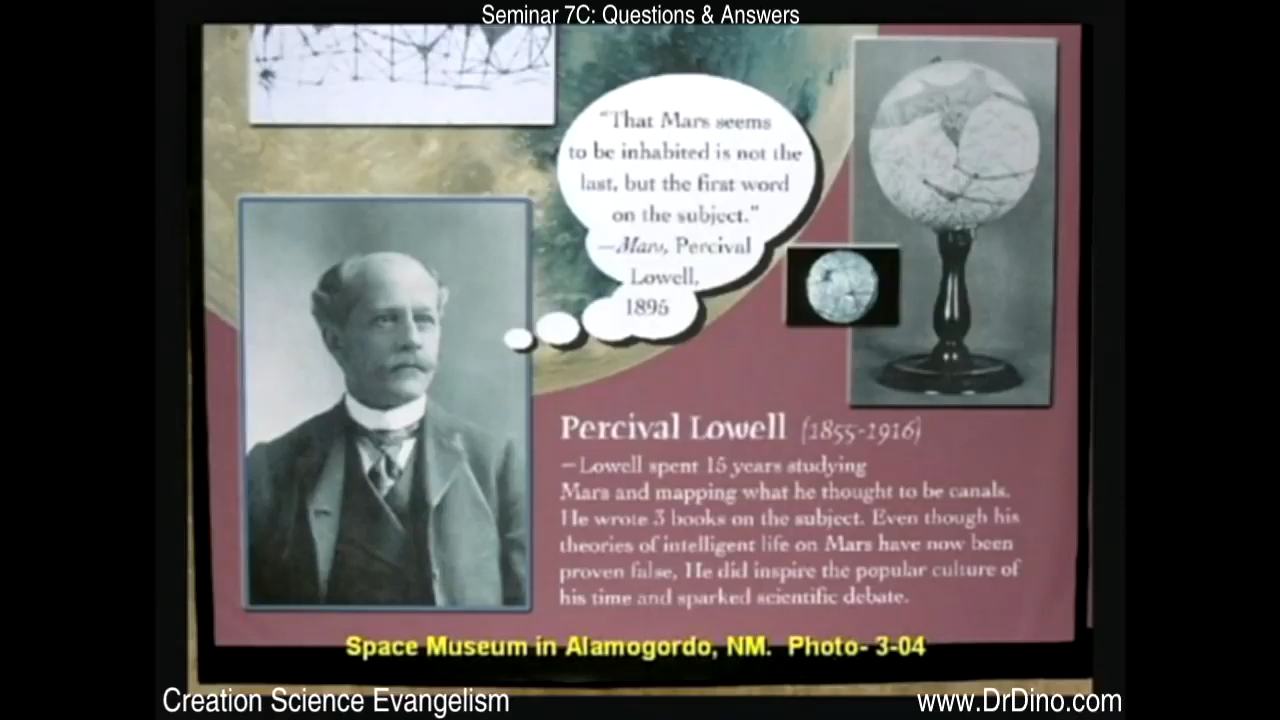 Seminar 7C: Questions & Answers
"That Mars seems
to be inhabited is not the
last, but the first word
on the subject."
—Mars, Percival
Lowell,
1895
Percival Lowell (1855-1916)
—Lowell spent 15 years studying
Mars and mapping what he thought to be canals.
He wrote 3 books on the subject. Even though his
theories of intelligent life on Mars have now been
proven false, He did inspire the popular culture of
his time and sparked scientific debate.
Space Museum in Alamogordo, NM. Photo- 3-04
Creation Science Evangelism
www.DrDino.com